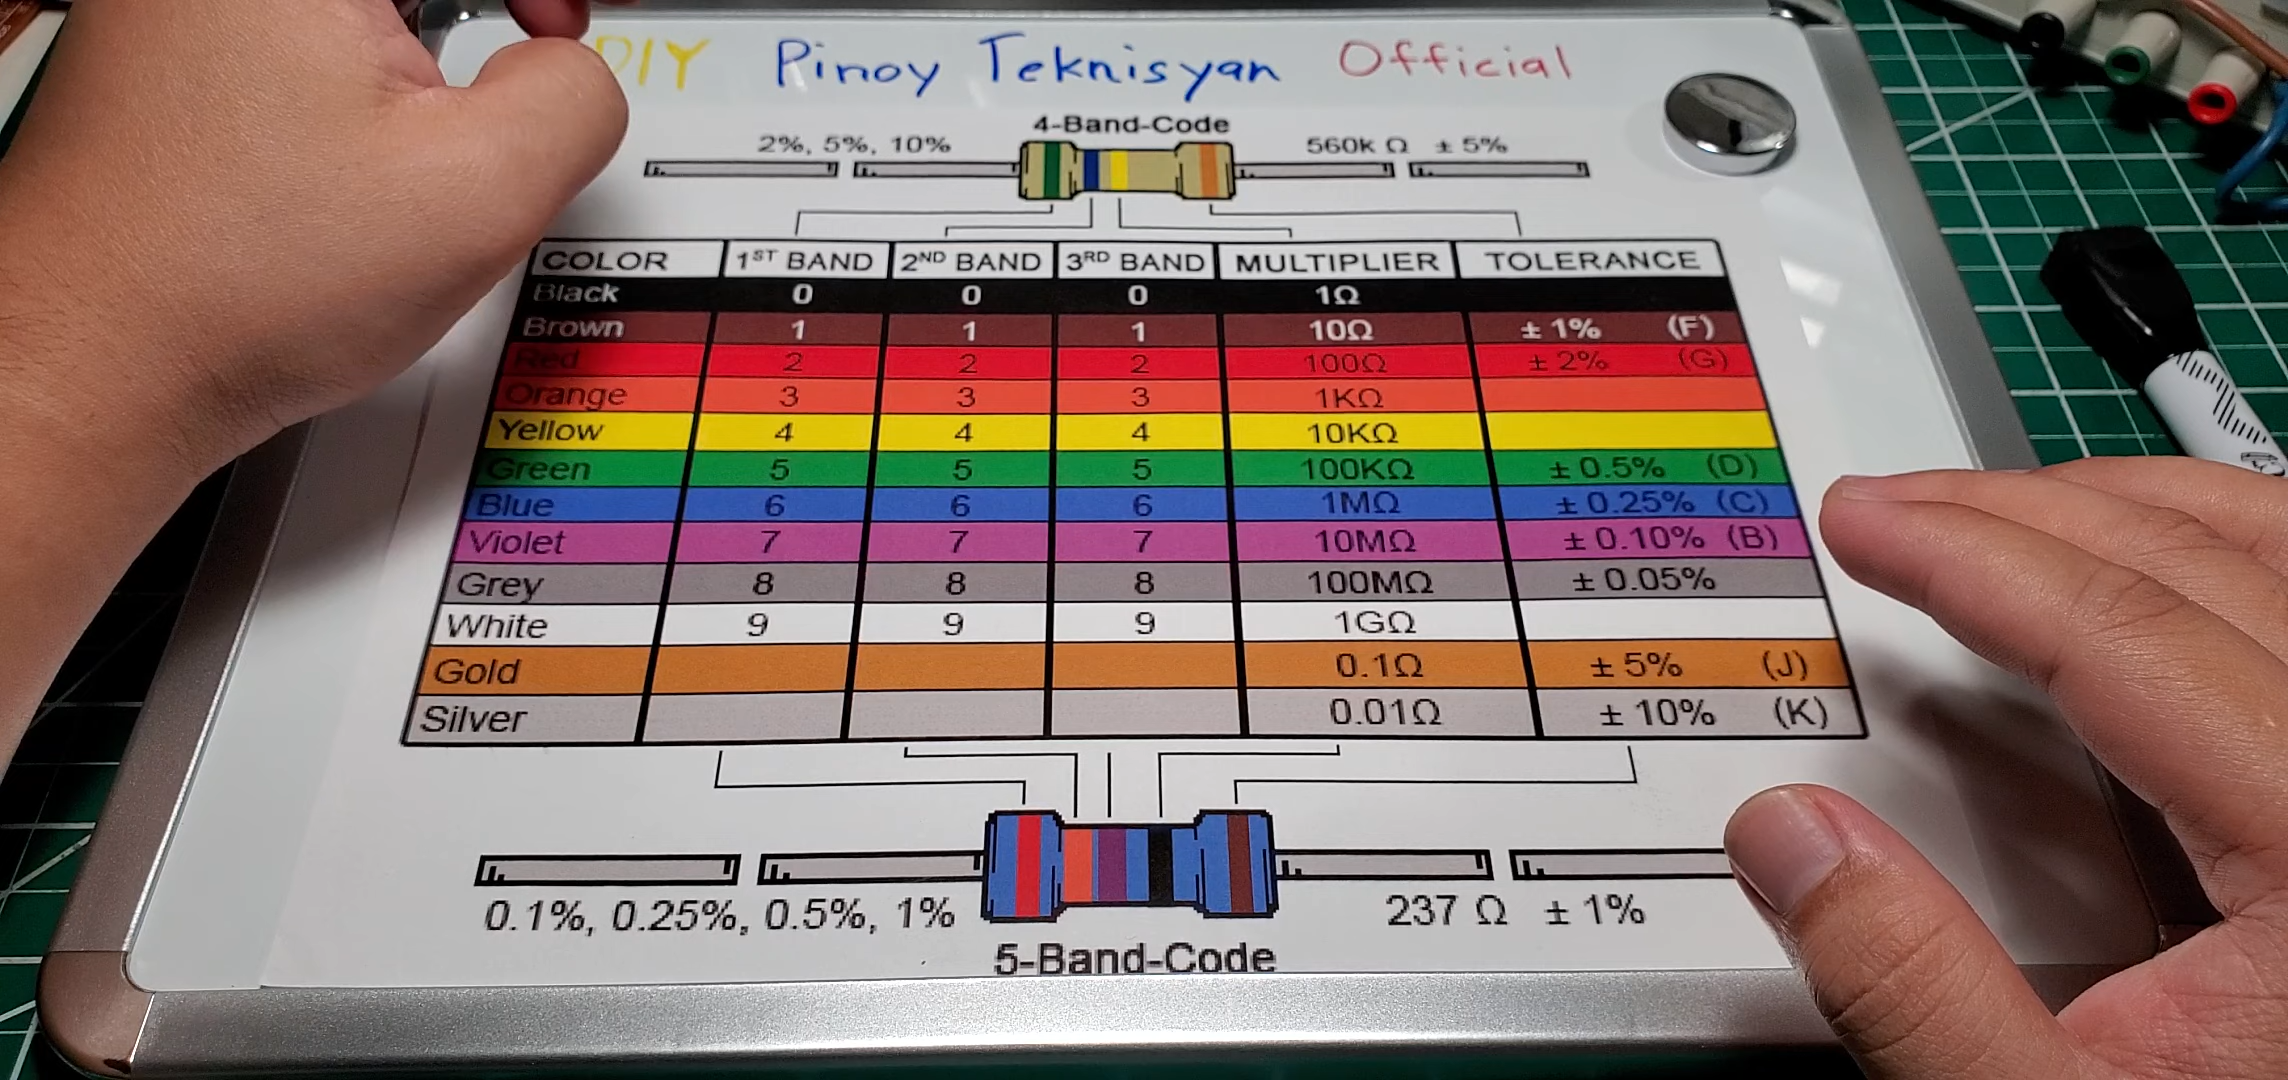 DIY Pinoy Teknisyan Official
4-Band-Code
2%, 5%, 10% 560k Ω ± 5%
COLOR 1ST BAND 2ND BAND 3RD BAND MULTIPLIER TOLERANCE
Black 0 0 0 1Ω
Brown 1 1 1 10Ω ± 1% (F)
Red 2 2 2 100Ω ± 2% (G)
Orange 3 3 3 1KΩ
Yellow 4 4 4 10KΩ
Green 5 5 5 100KΩ ± 0.5% (D)
Blue 6 6 6 1MΩ ± 0.25% (C)
Violet 7 7 7 10MΩ ± 0.10% (B)
Grey 8 8 8 100MΩ ± 0.05%
White 9 9 9 1GΩ
Gold 0.1Ω ± 5% (J)
Silver 0.01Ω ± 10% (K)
0.1%, 0.25%, 0.5%, 1% 237 Ω ± 1%
5-Band-Code